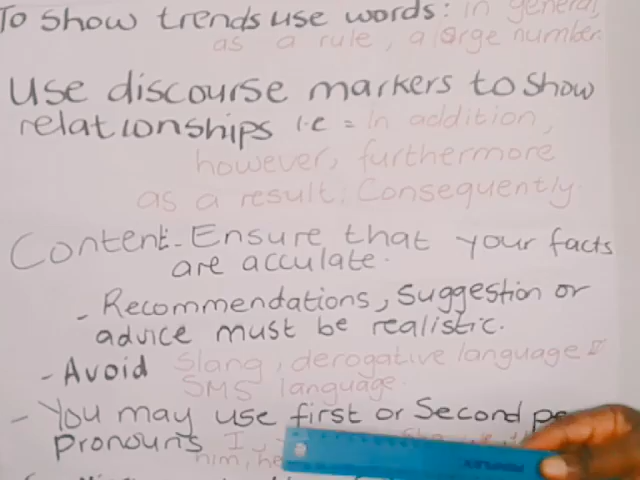 To show trends use words: in general,
as a rule, a large number.
Use discourse markers to show
relationships i.e = In addition,
however, furthermore
as a result. Consequently.
Content - Ensure that your facts
are acculate.
- Recommendations, suggestion or
advice must be realistic.
- Avoid slang, derogative language
SMS language.
- You may use first or Second
pronouns I
him,